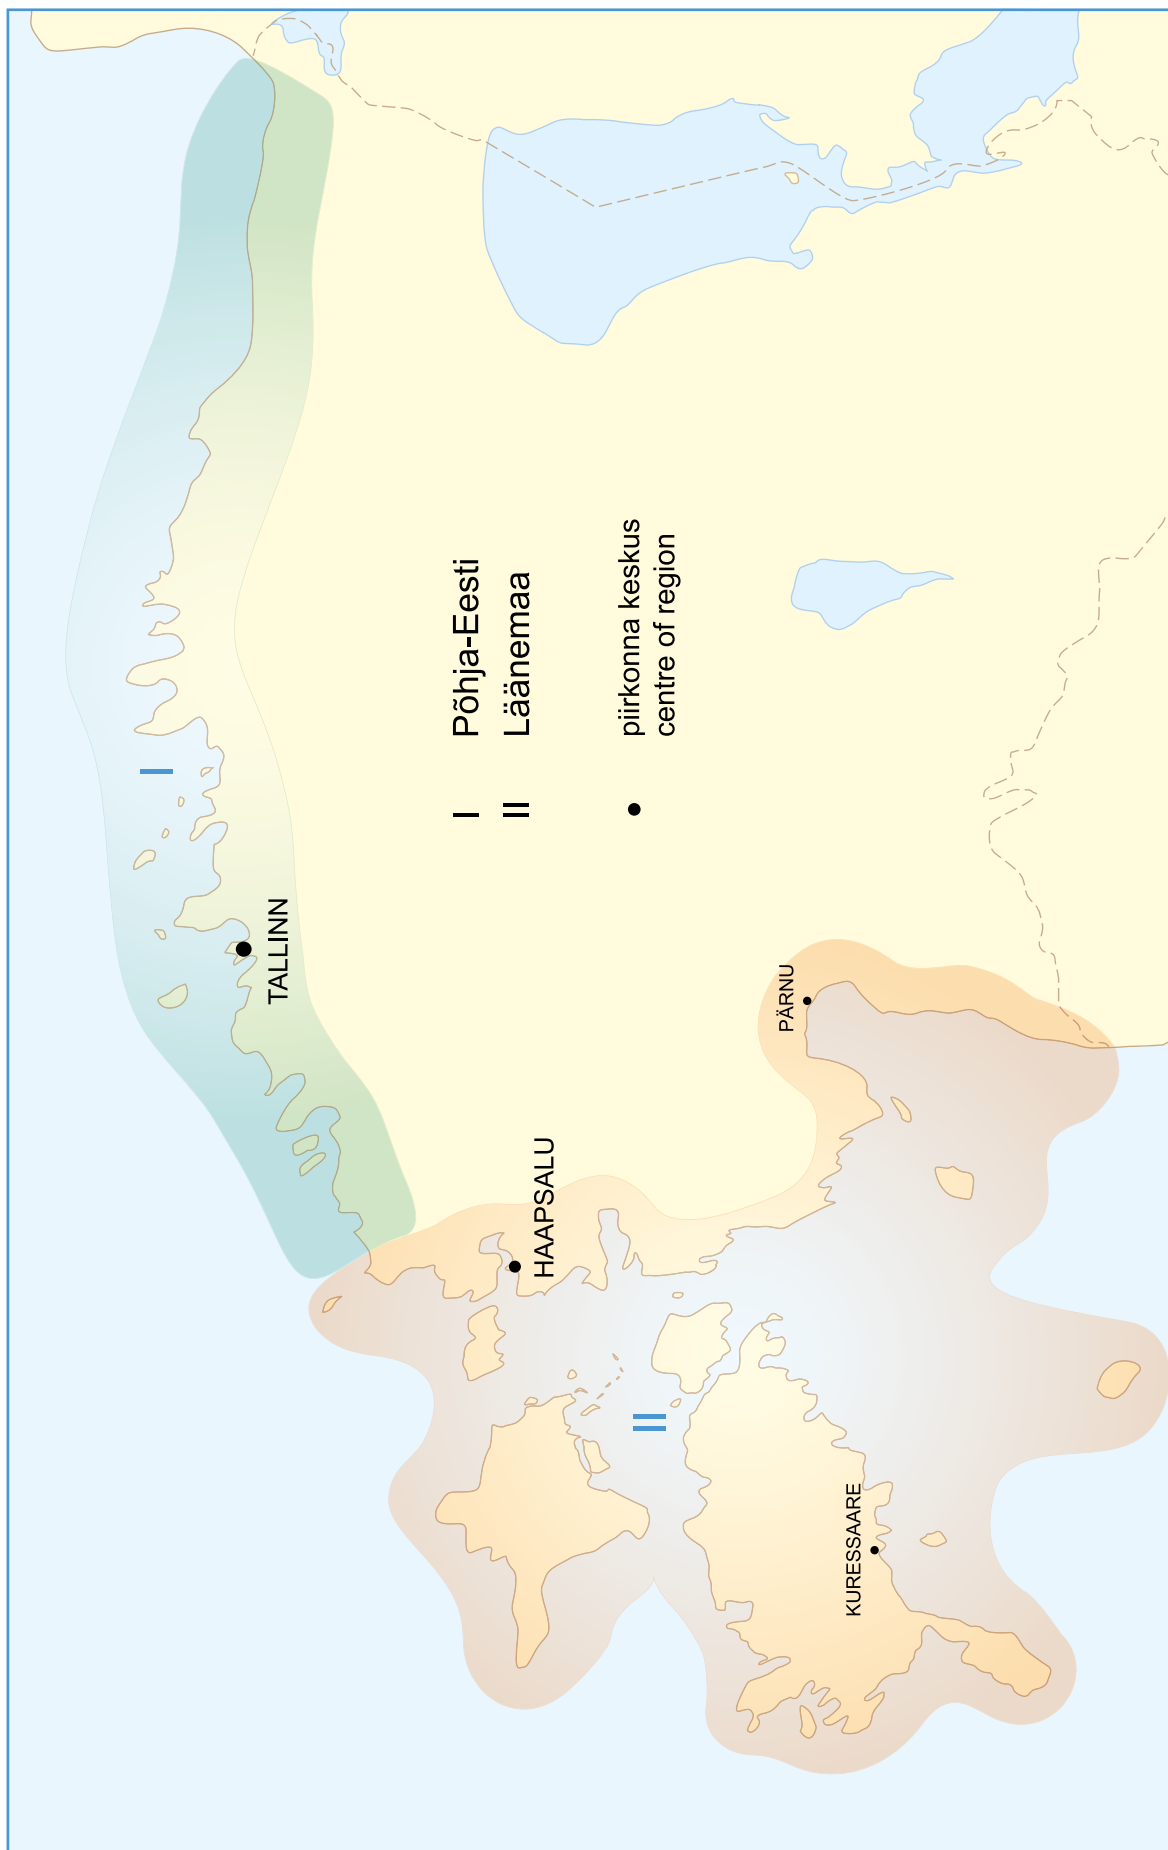 I
TALLINN
I Põhja-Eesti
II Läänemaa
piirkonna keskus
centre of region
HAAPSALU
II
PÄRNU
KURESSAARE